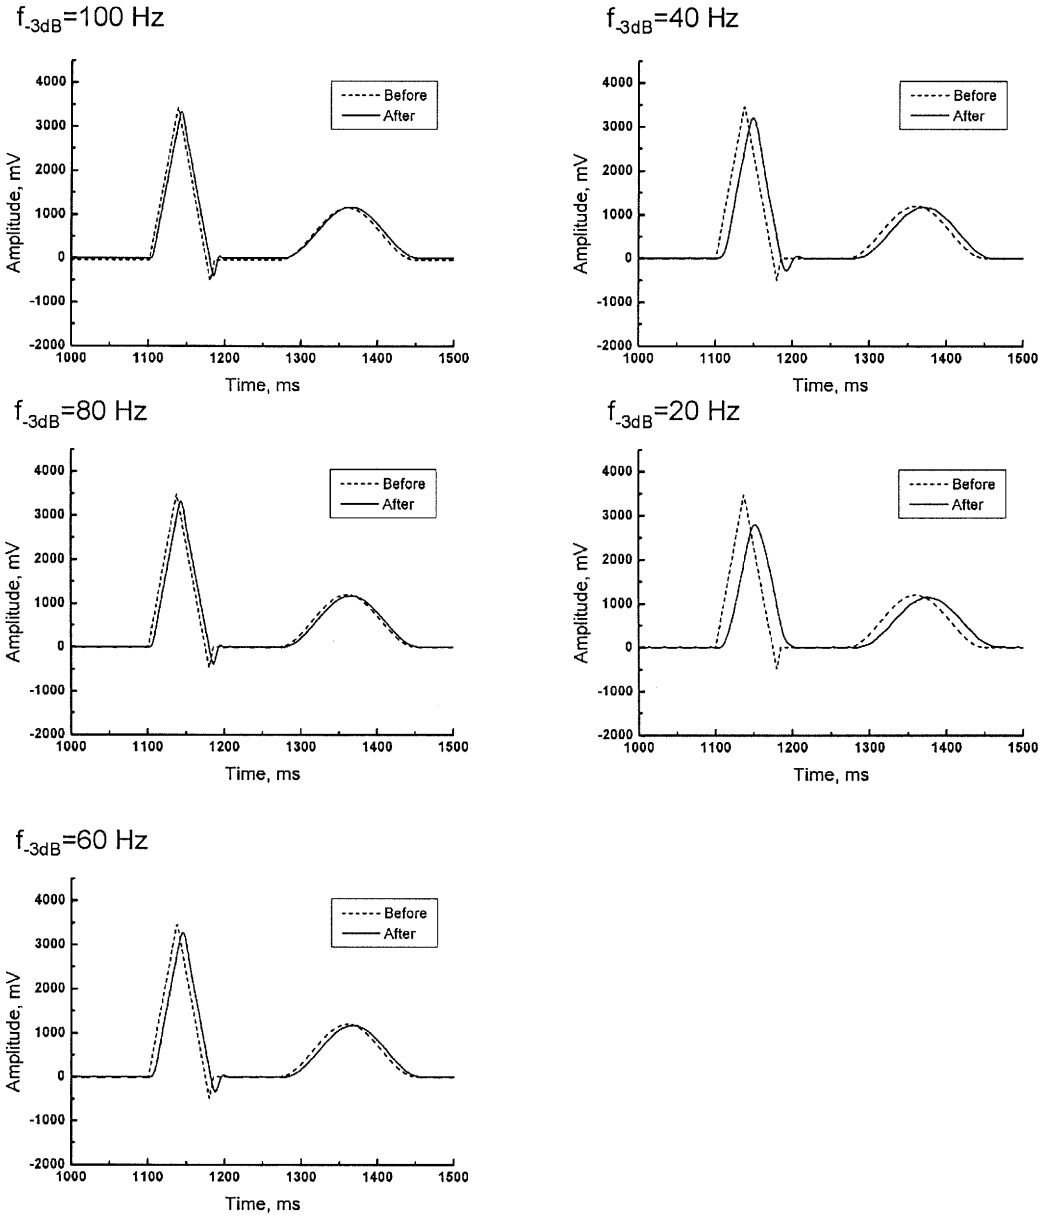 f-3dB=100 Hz
4000
3000
2000
1000
0
-1000
-2000
Amplitude, mV
Before
After
1000 1100 1200 1300 1400 1500
Time, ms
f-3dB=40 Hz
4000
3000
2000
1000
0
-1000
-2000
Amplitude, mV
Before
After
1000 1100 1200 1300 1400 1500
Time, ms
f-3dB=80 Hz
4000
3000
2000
1000
0
-1000
-2000
Amplitude, mV
Before
After
1000 1100 1200 1300 1400 1500
Time, ms
f-3dB=20 Hz
4000
3000
2000
1000
0
-1000
-2000
Amplitude, mV
Before
After
1000 1100 1200 1300 1400 1500
Time, ms
f-3dB=60 Hz
4000
3000
2000
1000
0
-1000
-2000
Amplitude, mV
Before
After
1000 1100 1200 1300 1400 1500
Time, ms